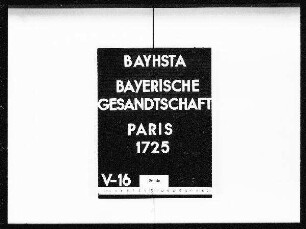 BAYHSTA
BAYERISCHE
GESANDTSCHAFT
PARIS
1725
V-16